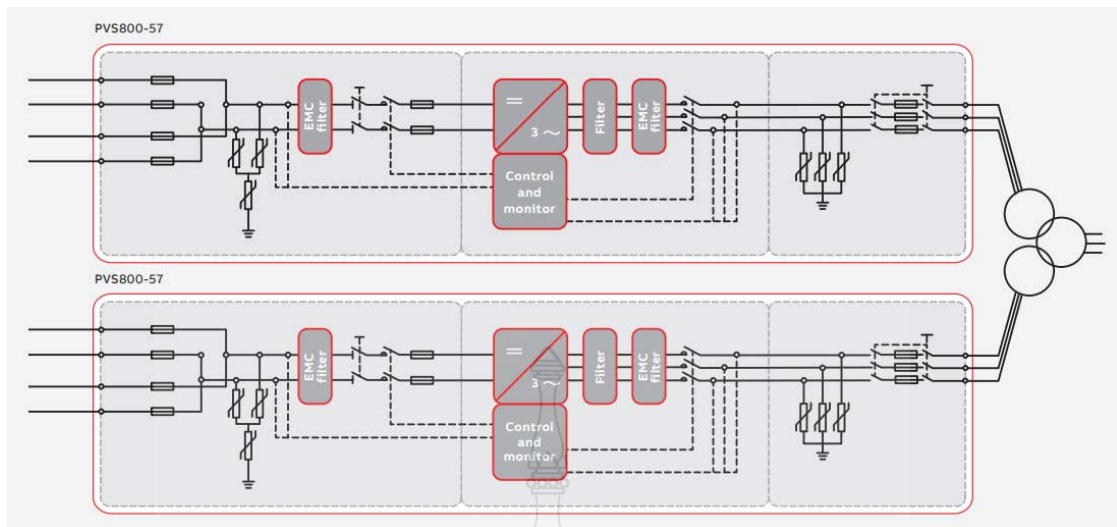 PVS800-57
EMC
filter
3
Filter
EMC
filter
Control
and
monitor
PVS800-57
EMC
filter
3
Filter
EMC
filter
Control
and
monitor